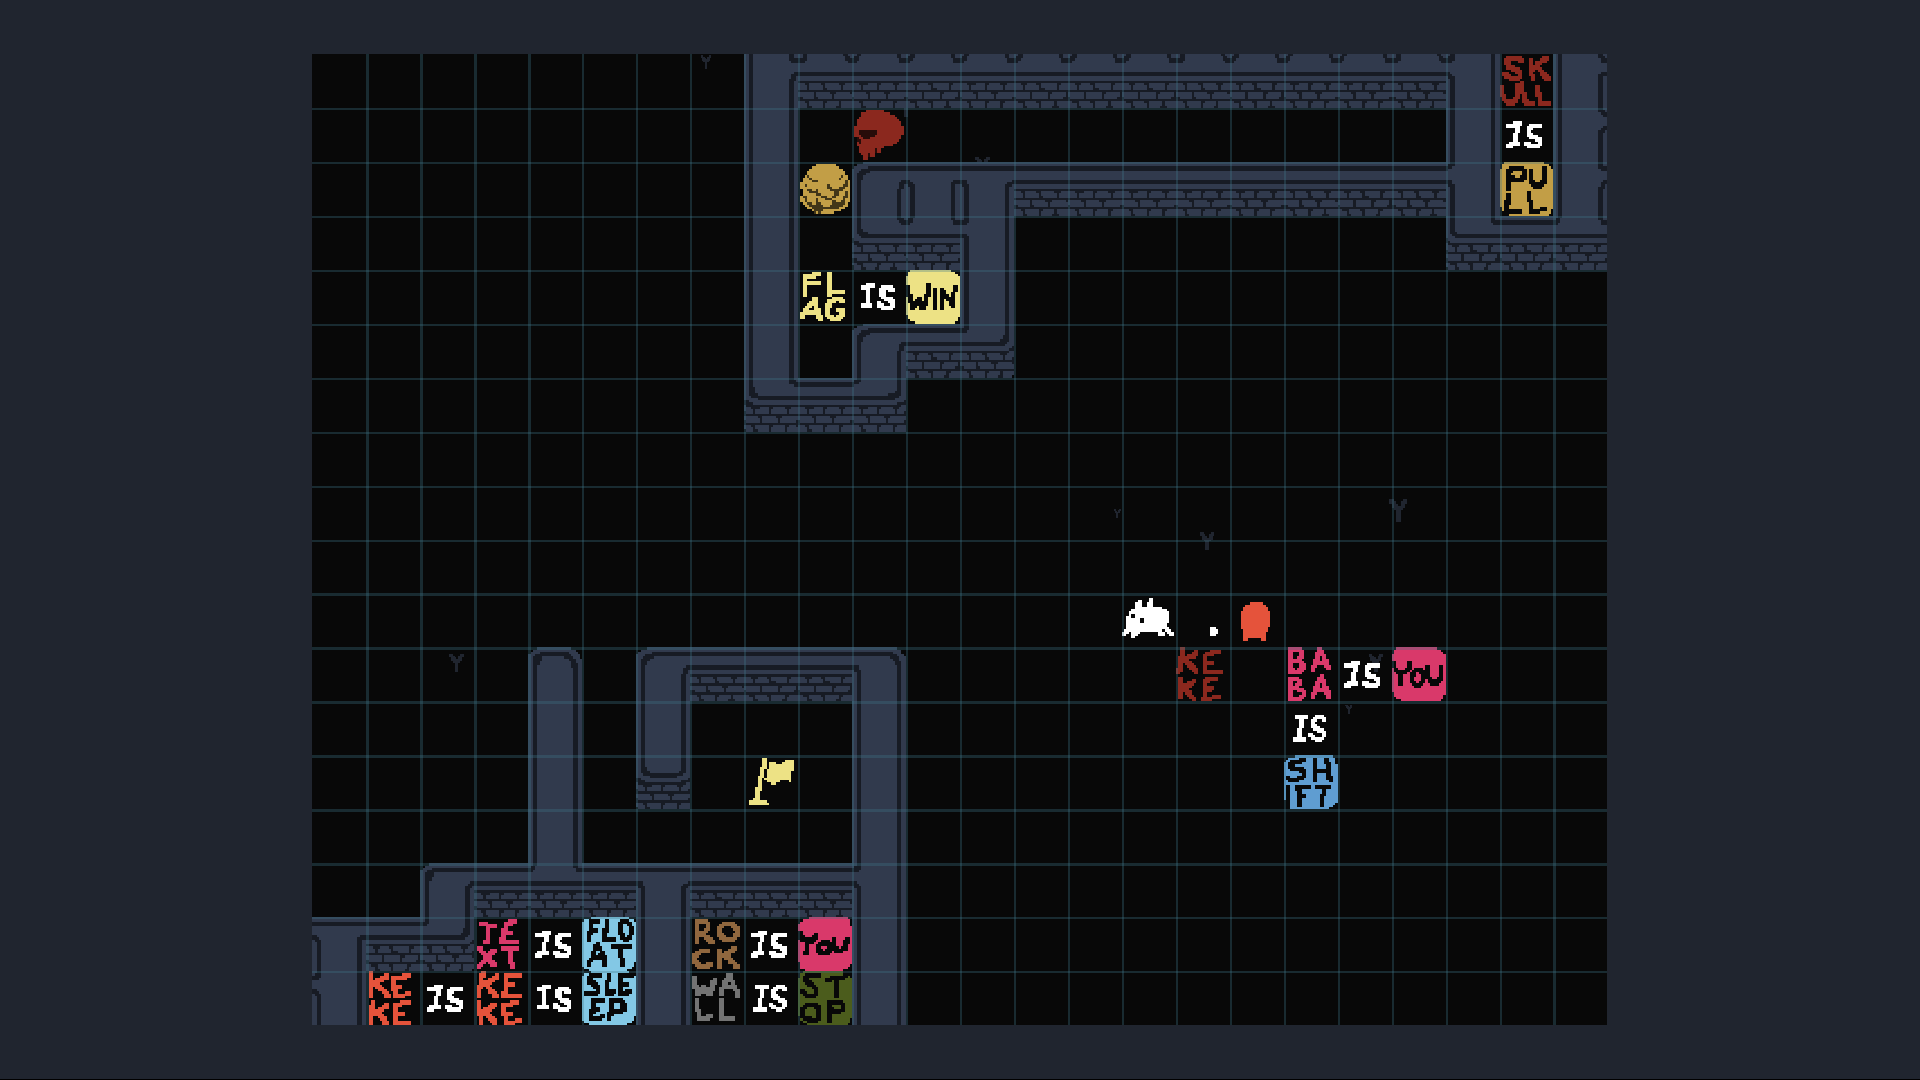 SKULL
IS
PULL
FLAG IS WIN
KEKE BABA IS YOU
IS
SHIFT
TEXT IS FLOAT ROCK IS YOU
KEKE IS KEKE IS SLEEP WALL IS STOP